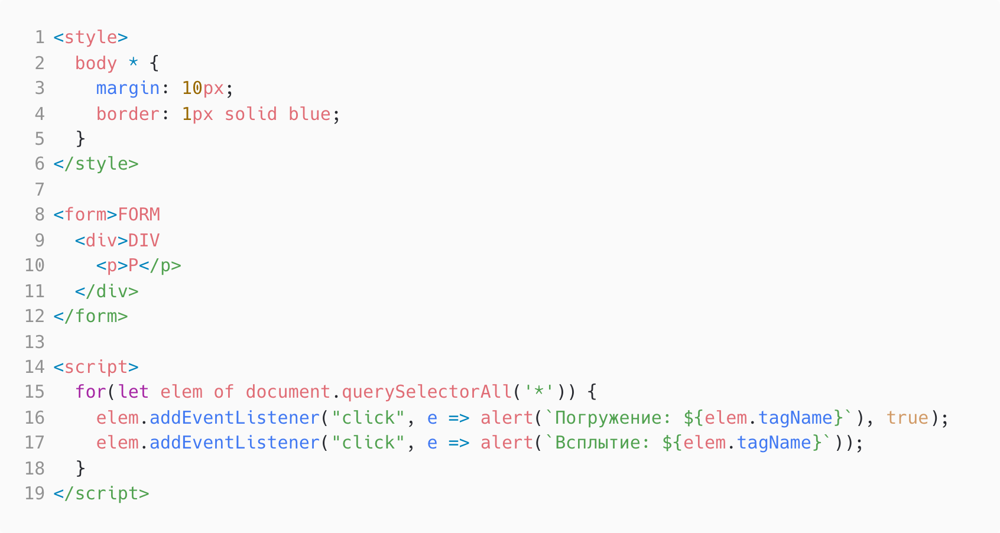 1 <style>
2   body * {
3     margin: 10px;
4     border: 1px solid blue;
5   }
6 </style>
7
8 <form>FORM
9   <div>DIV
10     <p>P</p>
11   </div>
12 </form>
13
14 <script>
15   for(let elem of document.querySelectorAll('*')) {
16     elem.addEventListener("click", e => alert(`Погружение: ${elem.tagName}`), true);
17     elem.addEventListener("click", e => alert(`Всплытие: ${elem.tagName}`));
18   }
19 </script>